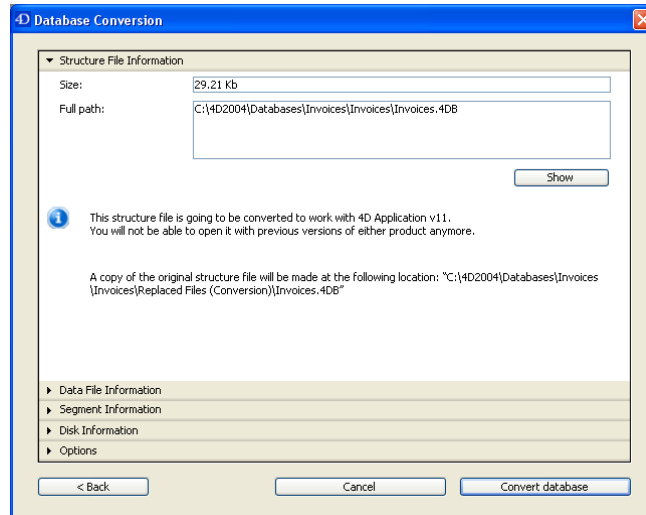 4D Database Conversion
Structure File Information
Size: 29.21 Kb
Full path: C:\4D2004\Databases\Invoices\Invoices\Invoices.4DB
Show
This structure file is going to be converted to work with 4D Application v11.
You will not be able to open it with previous versions of either product anymore.
A copy of the original structure file will be made at the following location: “C:\4D2004\Databases\Invoices
\Invoices\Replaced Files (Conversion)\Invoices.4DB”
Data File Information
Segment Information
Disk Information
Options
< Back Cancel Convert database